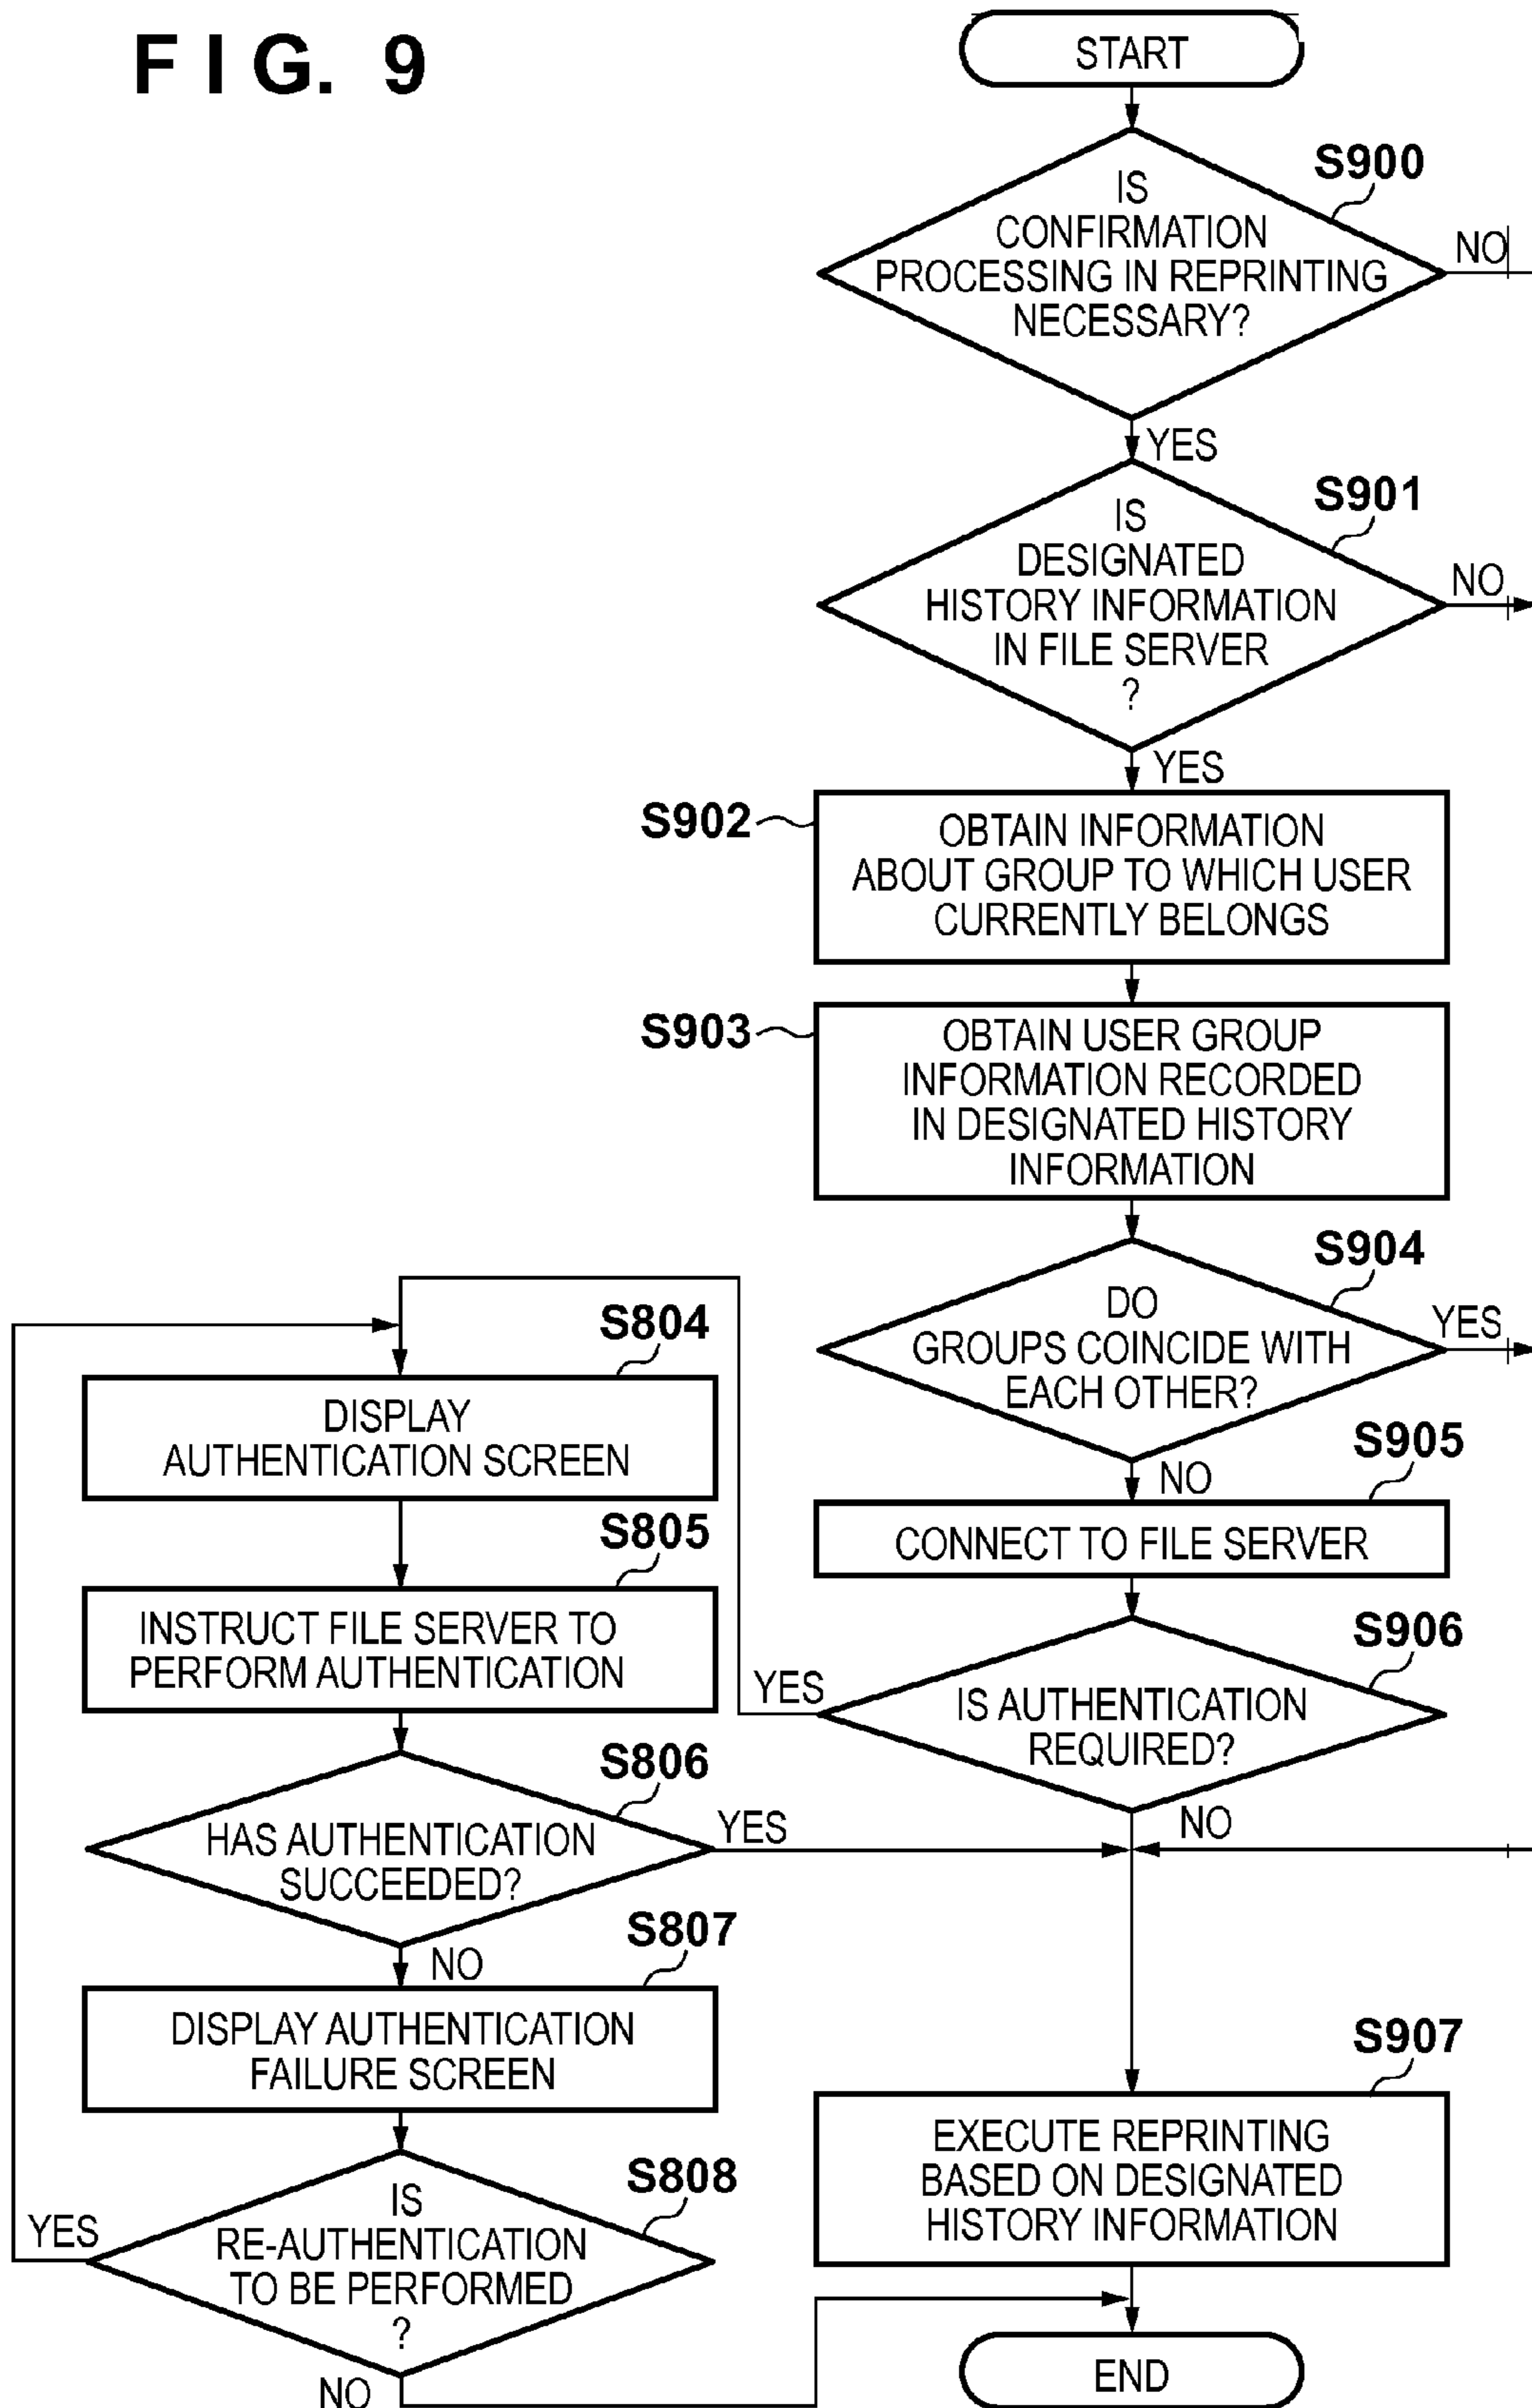 FIG. 9
START
S900
IS
CONFIRMATION
PROCESSING IN REPRINTING
NECESSARY?
NO
YES
S901
IS
DESIGNATED
HISTORY INFORMATION
IN FILE SERVER
?
NO
YES
S902
OBTAIN INFORMATION
ABOUT GROUP TO WHICH USER
CURRENTLY BELONGS
S903
OBTAIN USER GROUP
INFORMATION RECORDED
IN DESIGNATED HISTORY
INFORMATION
S904
DO
GROUPS COINCIDE WITH
EACH OTHER?
YES
NO
S905
CONNECT TO FILE SERVER
S906
IS AUTHENTICATION
REQUIRED?
YES
NO
S804
DISPLAY
AUTHENTICATION SCREEN
S805
INSTRUCT FILE SERVER TO
PERFORM AUTHENTICATION
S806
HAS AUTHENTICATION
SUCCEEDED?
YES
NO
S807
DISPLAY AUTHENTICATION
FAILURE SCREEN
S808
IS
RE-AUTHENTICATION
TO BE PERFORMED
?
YES
NO
S907
EXECUTE REPRINTING
BASED ON DESIGNATED
HISTORY INFORMATION
END